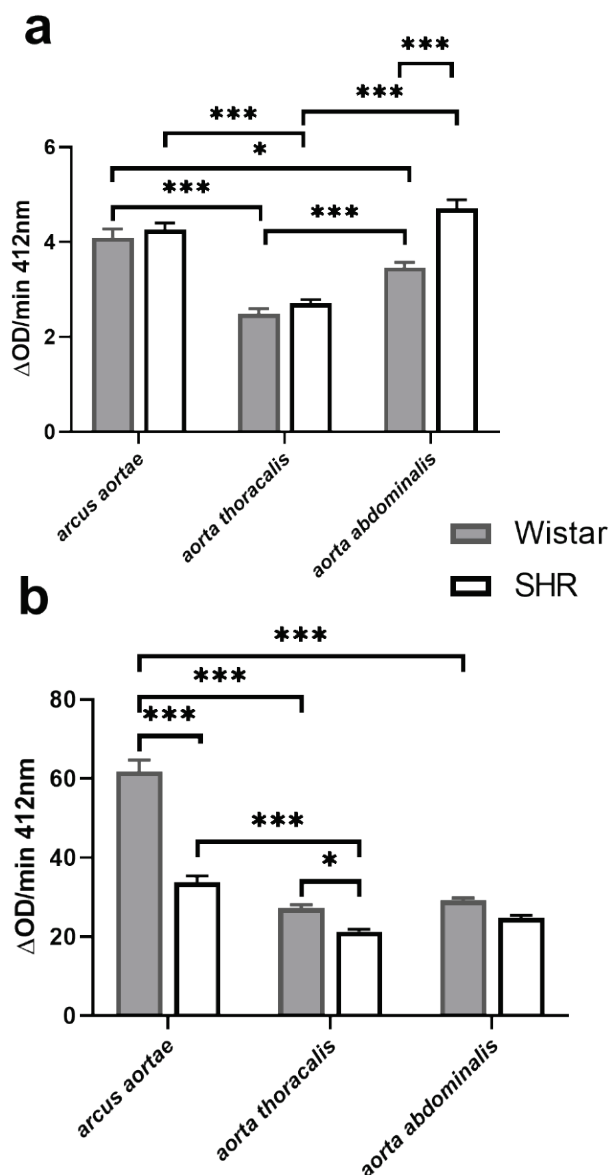 a
***
***
***
*
***
***
6
4
2
0
ΔOD/min 412nm
arcus aortae
aorta thoracalis
aorta abdominalis
Wistar
SHR
b
***
***
***
***
*
80
60
40
20
0
ΔOD/min 412nm
arcus aortae
aorta thoracalis
aorta abdominalis